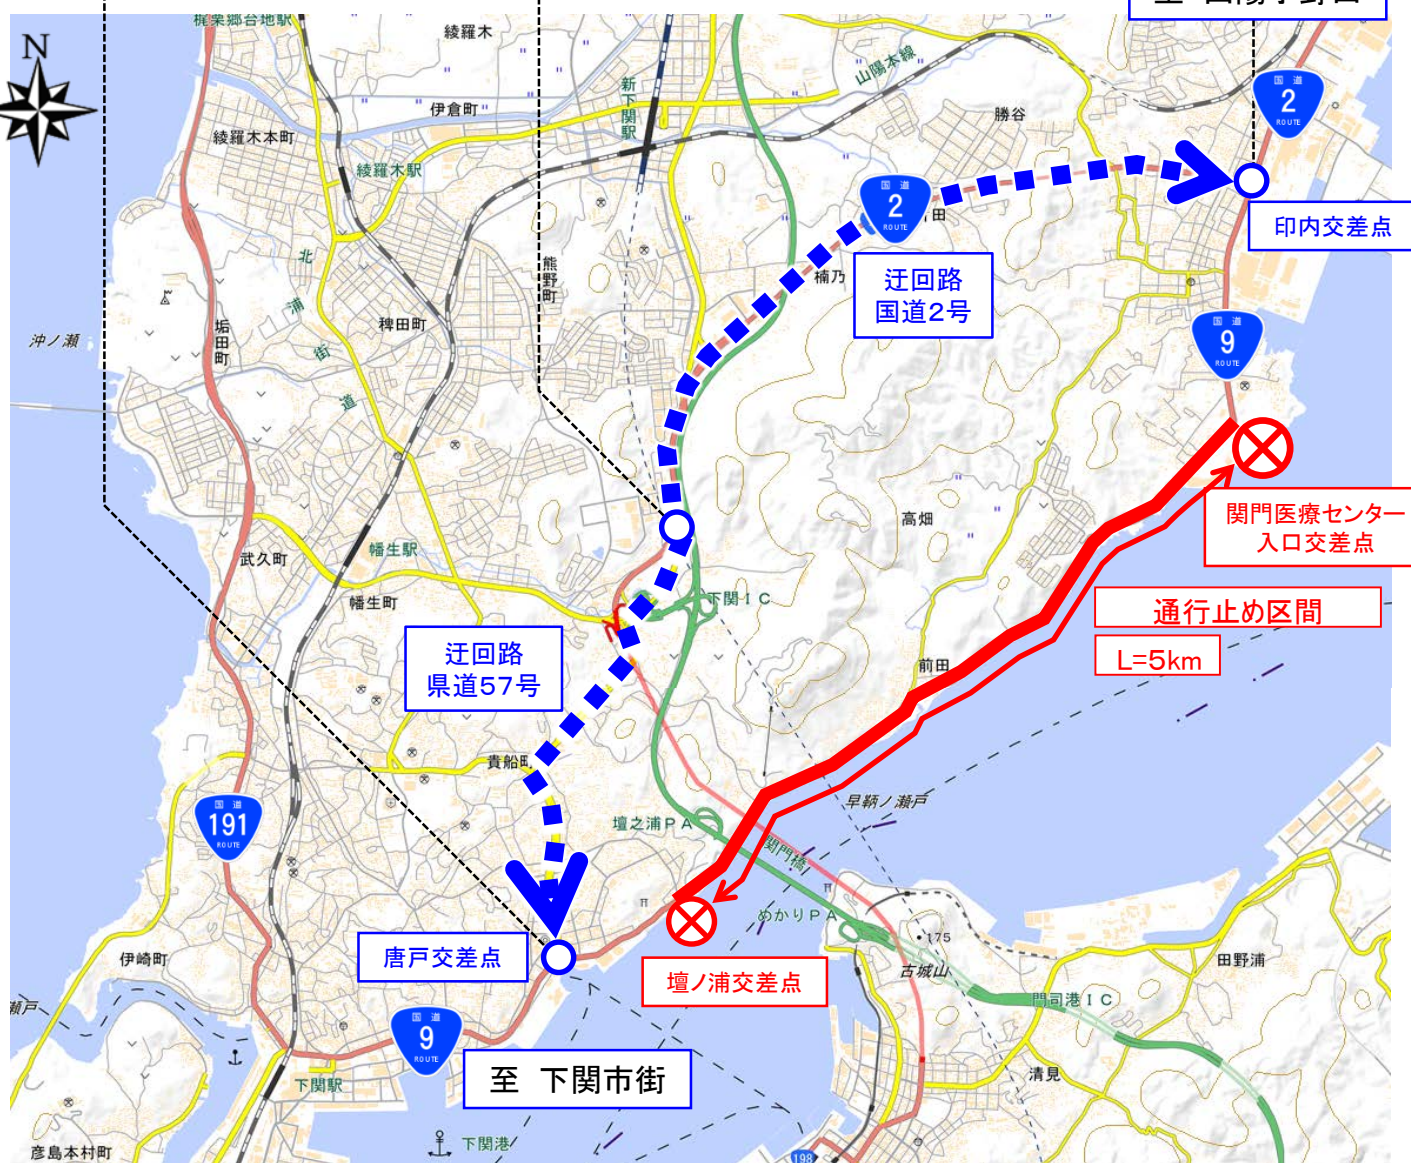 梶栗郷台地駅
綾羅木
N
新下関駅
山陽本線
国道
2
ROUTE
伊倉町
勝谷
綾羅木本町
綾羅木駅
国道
2
ROUTE
田
印内交差点
北浦街道
熊野町
楠乃
迂回路
国道2号
沖ノ瀬
垢田町
稗田町
国道
9
ROUTE
関門医療センター
入口交差点
高畑
武久町
幡生駅
幡生町
下関IC
通行止め区間
L=5km
迂回路
県道57号
前田
貴船町
国道
191
ROUTE
早鞆ノ瀬戸
壇之浦PA
関門橋
めかりPA
175
古城山
唐戸交差点
壇ノ浦交差点
伊崎町
田野浦
瀬戸
門司港IC
国道
9
ROUTE
至 下関市街
下関駅
清見
下関港
彦島本村町
198